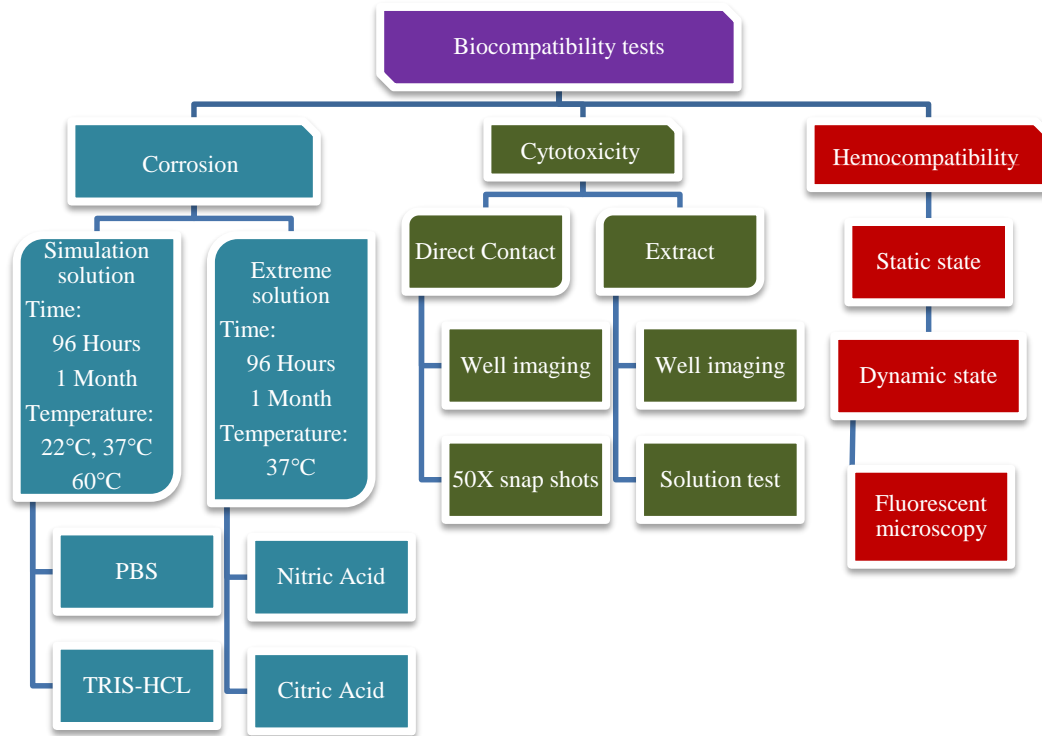 Biocompatibility tests
Corrosion
Simulation
solution
Time:
96 Hours
1 Month
Temperature:
22°C, 37°C
60°C
PBS
TRIS-HCL
Extreme
solution
Time:
96 Hours
1 Month
Temperature:
37°C
Nitric Acid
Citric Acid
Cytotoxicity
Direct Contact
Well imaging
50X snap shots
Extract
Well imaging
Solution test
Hemocompatibility
Static state
Dynamic state
Fluorescent
microscopy